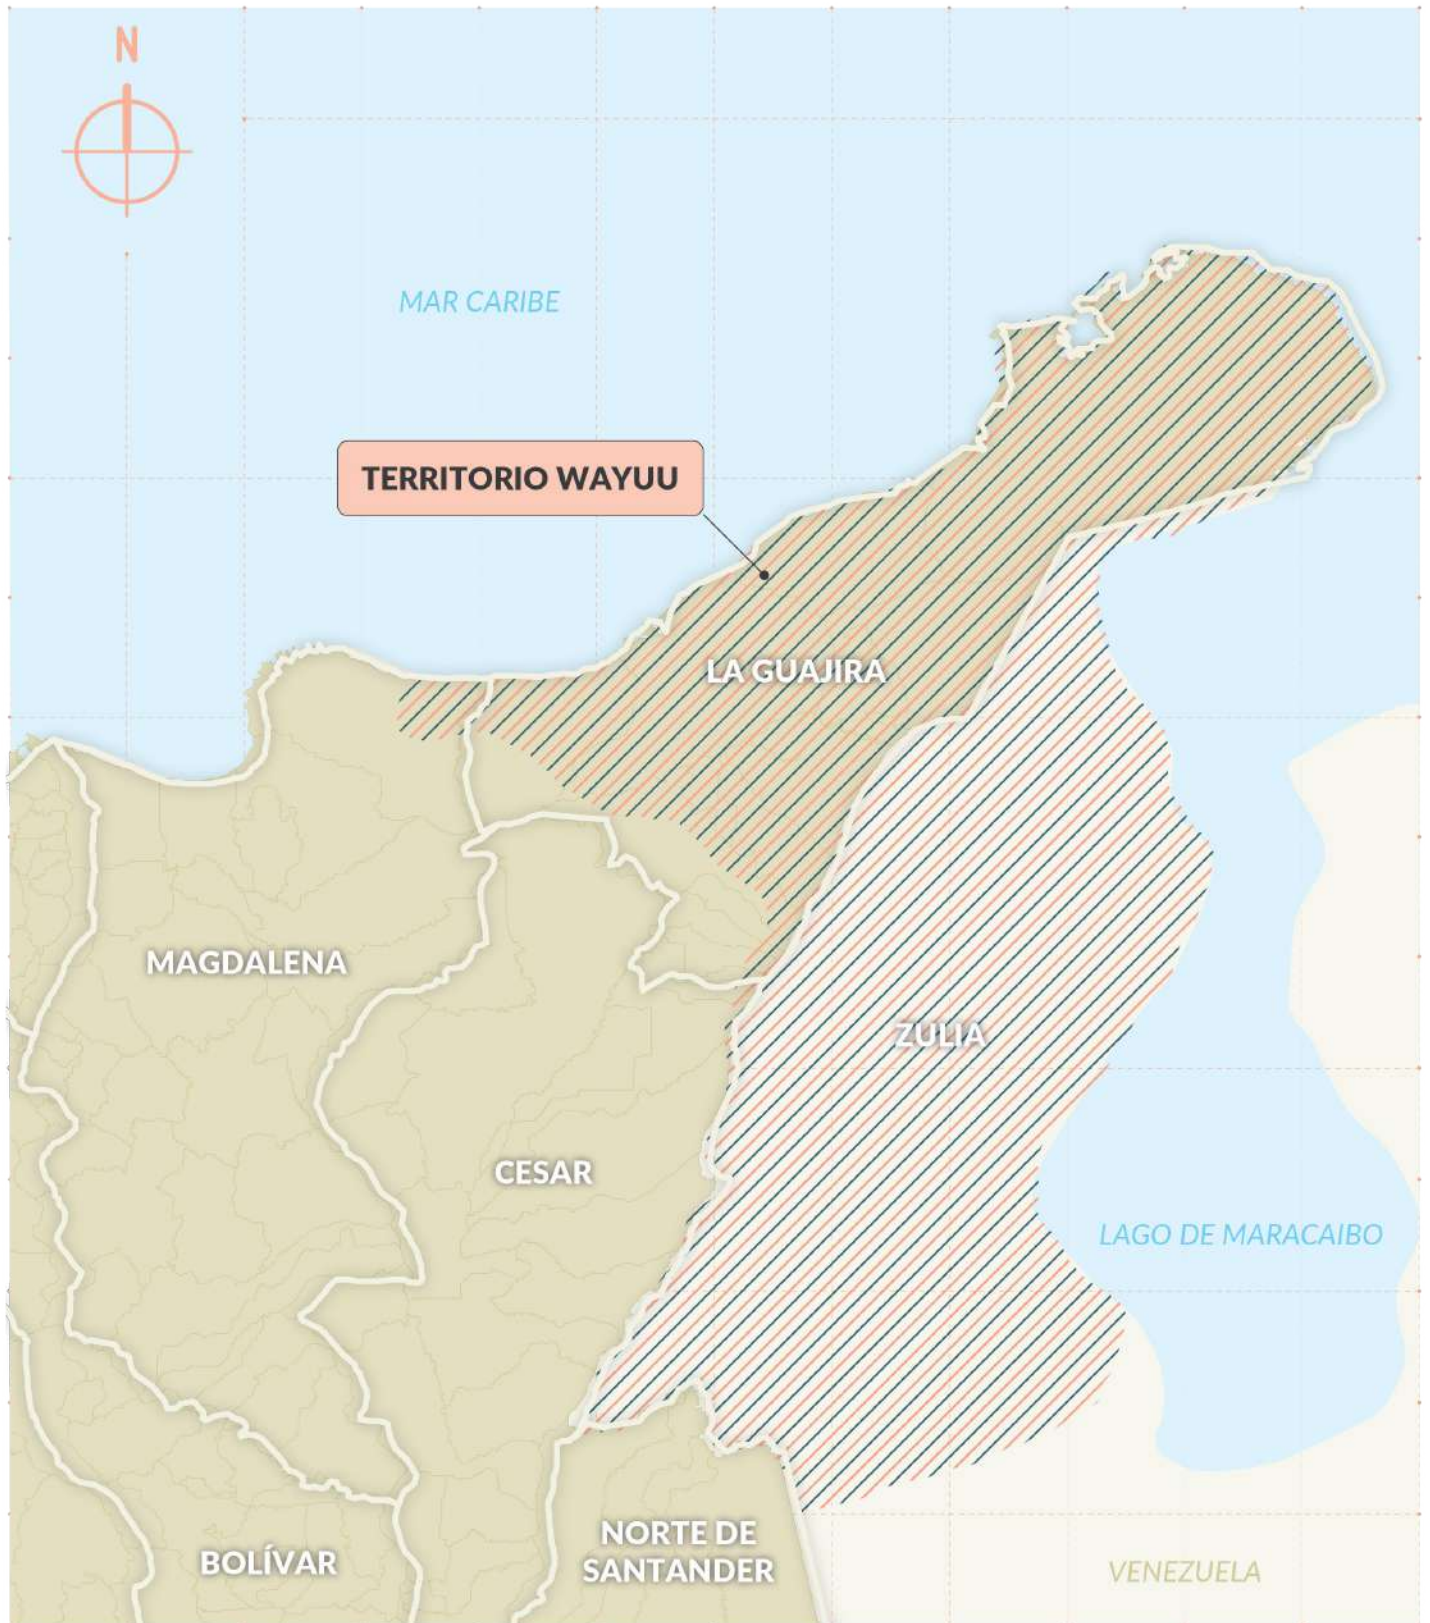 N
MAR CARIBE
TERRITORIO WAYUU
LA GUAJIRA
MAGDALENA
ZULIA
CESAR
LAGO DE MARACAIBO
NORTE DE
SANTANDER
BOLÍVAR
VENEZUELA